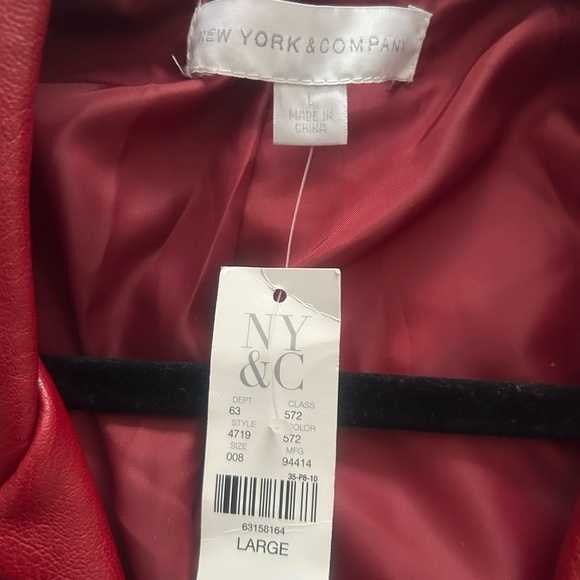 NEW YORK & COMPANY
L
MADE IN
CHINA
NY
&C
DEPT CLASS
63 572
STYLE COLOR
4719 572
SIZE MFG
008 94414
35-P8-10
63158164
LARGE